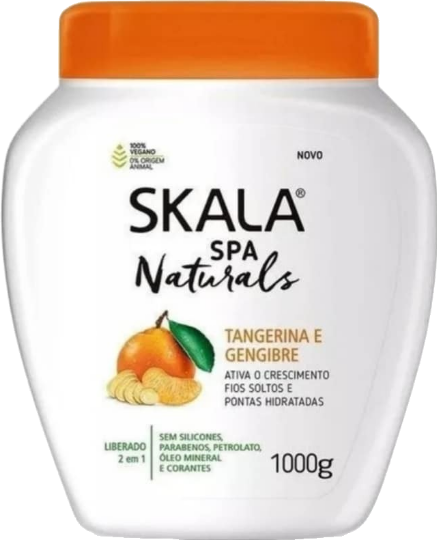 100%
VEGANO
0% ORIGEM
ANIMAL
NOVO
SKALA®
SPA
Naturals
TANGERINA E
GENGIBRE
ATIVA O CRESCIMENTO
FIOS SOLTOS E
PONTAS HIDRATADAS
LIBERADO
2 em 1
SEM SILICONES,
PARABENOS, PETROLATO,
ÓLEO MINERAL
E CORANTES
1000g